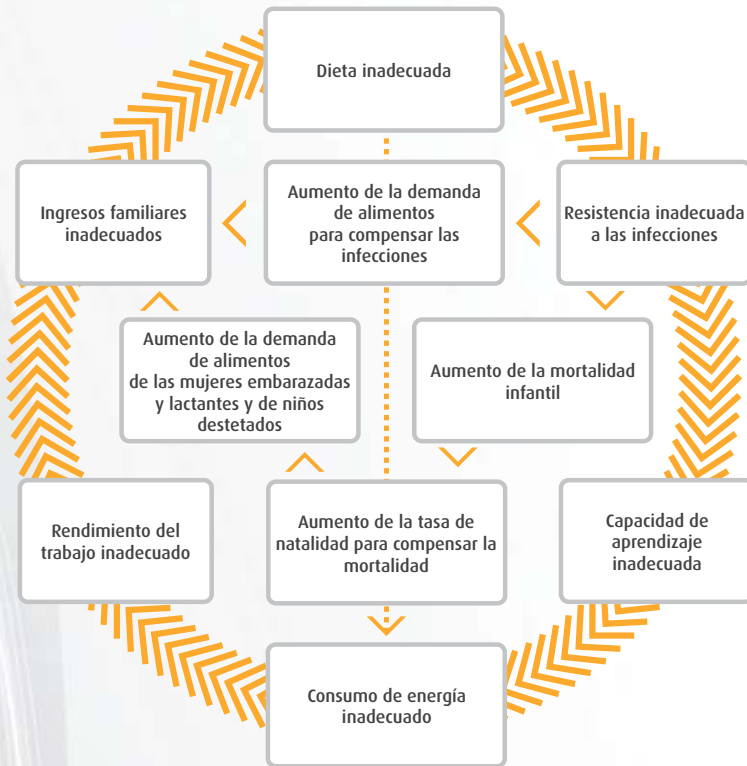 Dieta inadecuada
Ingresos familiares
inadecuados
Aumento de la demanda
de alimentos
para compensar las
infecciones
Resistencia inadecuada
a las infecciones
Aumento de la demanda
de alimentos
de las mujeres embarazadas
y lactantes y de niños
destetados
Aumento de la mortalidad
infantil
Rendimiento del
trabajo inadecuado
Aumento de la tasa de
natalidad para compensar la
mortalidad
Capacidad de
aprendizaje
inadecuada
Consumo de energía
inadecuado